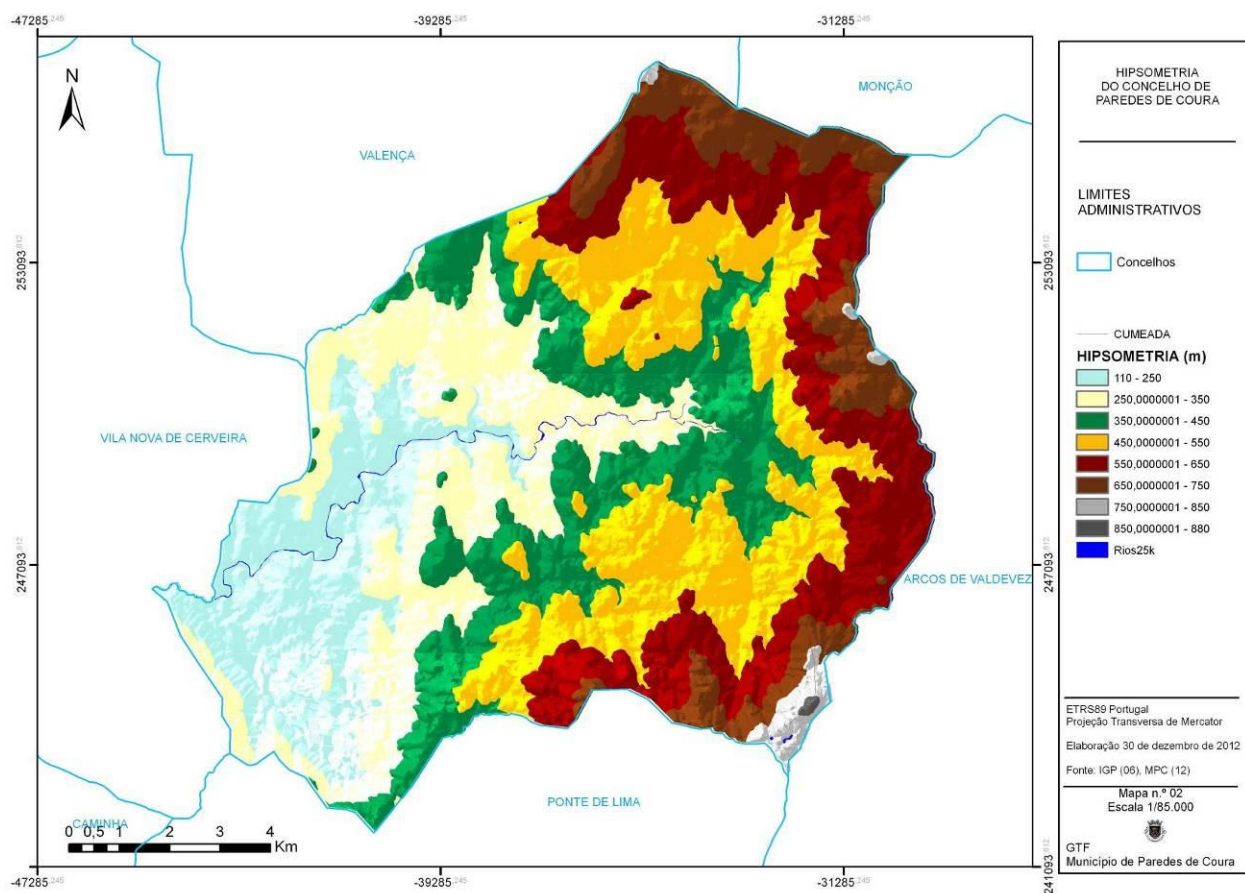 -47285,245
-39285,245
-31285,245
N
MONÇÃO
VALENÇA
253093,612
253093,612
VILA NOVA DE CERVEIRA
247093,612
247093,612
ARCOS DE VALDEVEZ
PONTE DE LIMA
CAMINHA
0 0,5 1 2 3 4
Km
241093,612
-47285,245
-39285,245
-31285,245
HIPSOMETRIA
DO CONCELHO DE
PAREDES DE COURA
LIMITES
ADMINISTRATIVOS
Concelhos
CUMEADA
HIPSOMETRIA (m)
110 - 250
250,0000001 - 350
350,0000001 - 450
450,0000001 - 550
550,0000001 - 650
650,0000001 - 750
750,0000001 - 850
850,0000001 - 880
Rios25k
ETRS89 Portugal
Projeção Transversa de Mercator
Elaboração 30 de dezembro de 2012
Fonte: IGP (06), MPC (12)
Mapa n.º 02
Escala 1/85.000
GTF
Municipio de Paredes de Coura